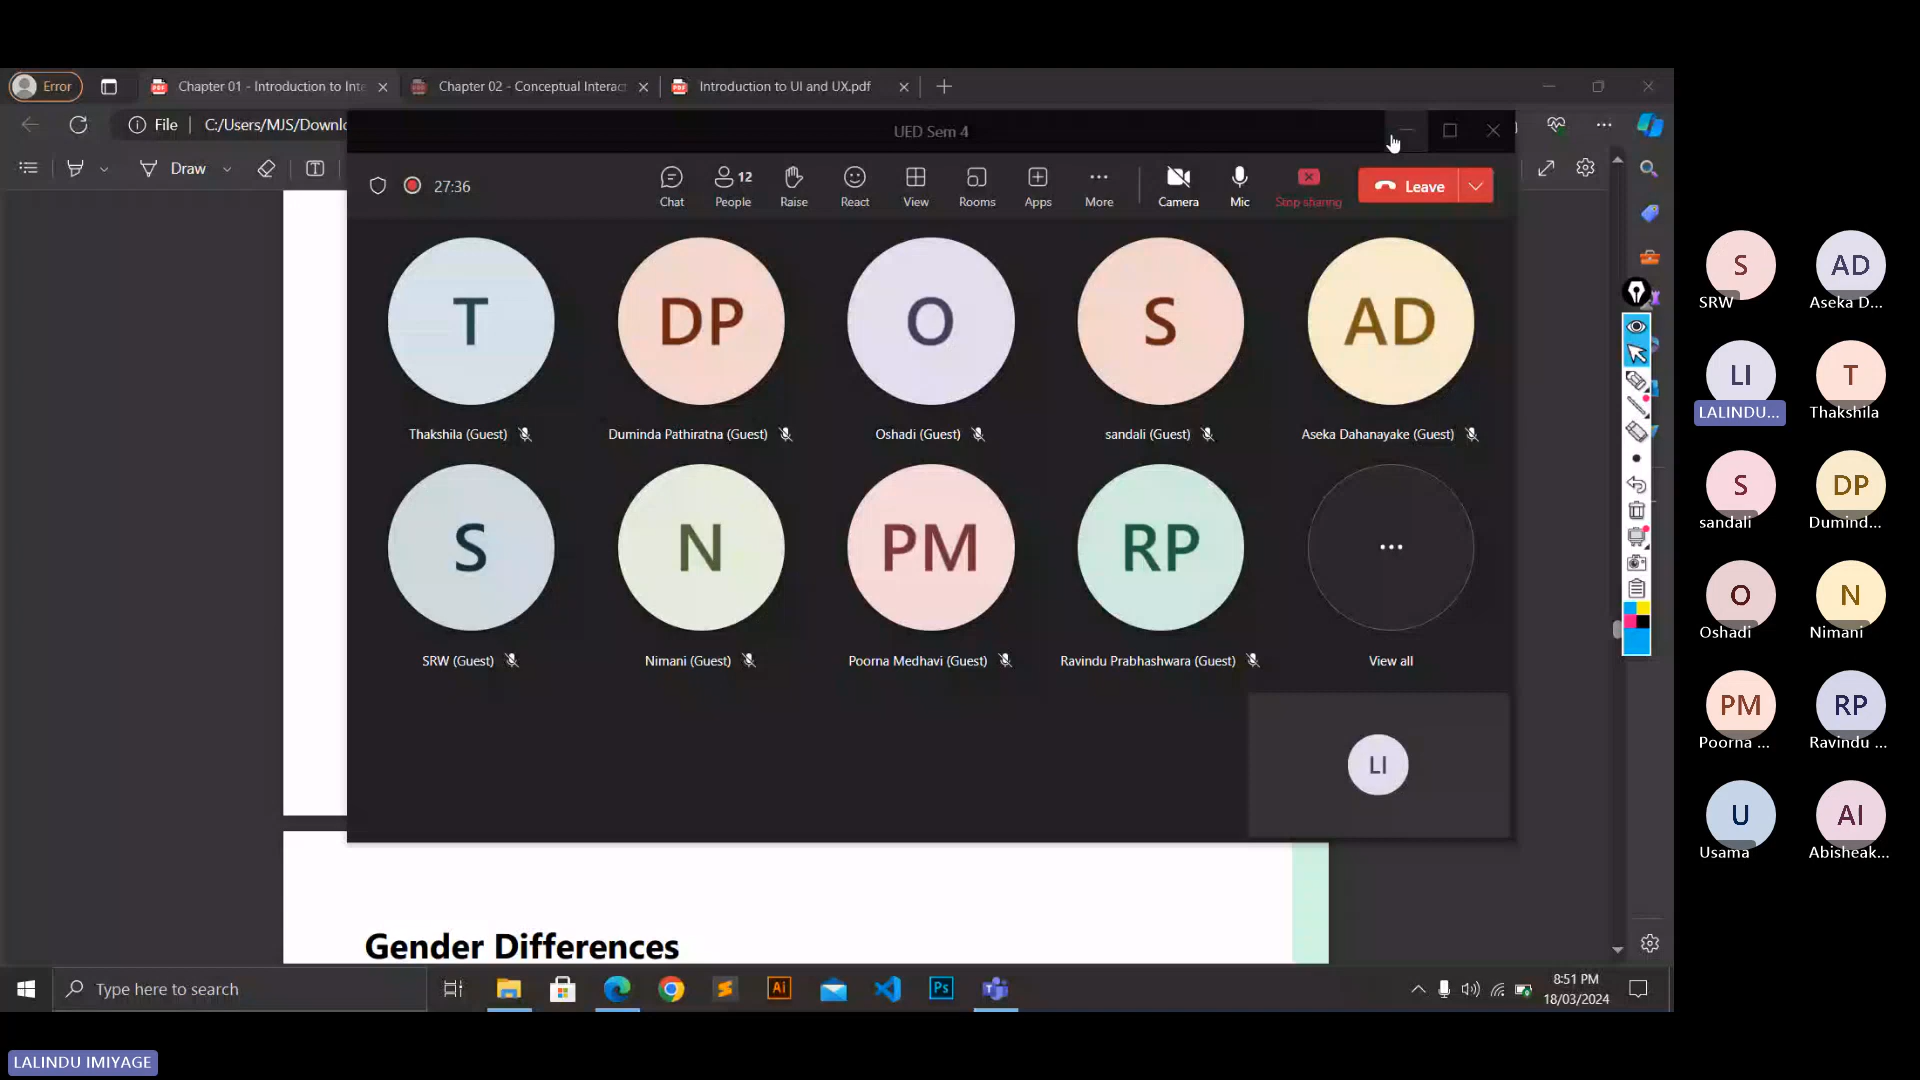 Error
Chapter 01 - Introduction to Inte
Chapter 02 - Conceptual Interac
Introduction to UI and UX.pdf
File
C:/Users/MJS/Downlo
Draw
UED Sem 4
27:36
Chat
12
People
Raise
React
View
Rooms
Apps
More
Camera
Mic
Stop sharing
Leave
T
DP
O
S
AD
Thakshila (Guest)
Duminda Pathiratna (Guest)
Oshadi (Guest)
sandali (Guest)
Aseka Dahanayake (Guest)
S
N
PM
RP
...
SRW (Guest)
Nimani (Guest)
Poorna Medhavi (Guest)
Ravindu Prabhashwara (Guest)
View all
LI
Gender Differences
S
AD
SRW
Aseka D...
LI
T
LALINDU...
Thakshila
S
DP
sandali
Dumind...
O
N
Oshadi
Nimani
PM
RP
Poorna ...
Ravindu ...
U
AI
Usama
Abisheak...
Type here to search
Ai
Ps
8:51 PM
18/03/2024
LALINDU IMIYAGE